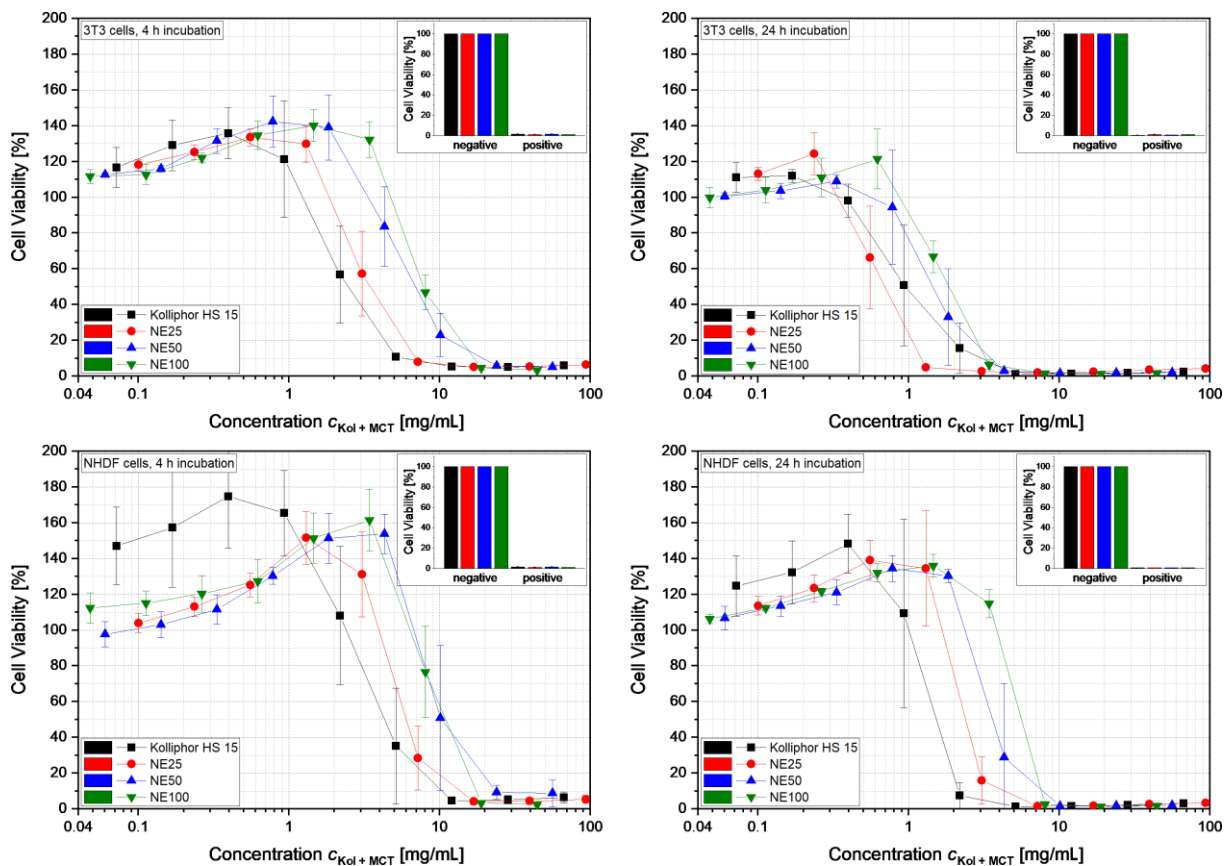 3T3 cells, 4 h incubation
Cell Viability [%]
200
180
160
140
120
100
80
60
40
20
0
Cell Viability [%]
100
80
60
40
20
0
negative positive
Kolliphor HS 15
NE25
NE50
NE100
0.04 0.1 1 10 100
Concentration cKol + MCT [mg/mL]
3T3 cells, 24 h incubation
Cell Viability [%]
200
180
160
140
120
100
80
60
40
20
0
Cell Viability [%]
100
80
60
40
20
0
negative positive
Kolliphor HS 15
NE25
NE50
NE100
0.04 0.1 1 10 100
Concentration cKol + MCT [mg/mL]
NHDF cells, 4 h incubation
Cell Viability [%]
200
180
160
140
120
100
80
60
40
20
0
Cell Viability [%]
100
80
60
40
20
0
negative positive
Kolliphor HS 15
NE25
NE50
NE100
0.04 0.1 1 10 100
Concentration cKol + MCT [mg/mL]
NHDF cells, 24 h incubation
Cell Viability [%]
200
180
160
140
120
100
80
60
40
20
0
Cell Viability [%]
100
80
60
40
20
0
negative positive
Kolliphor HS 15
NE25
NE50
NE100
0.04 0.1 1 10 100
Concentration cKol + MCT [mg/mL]